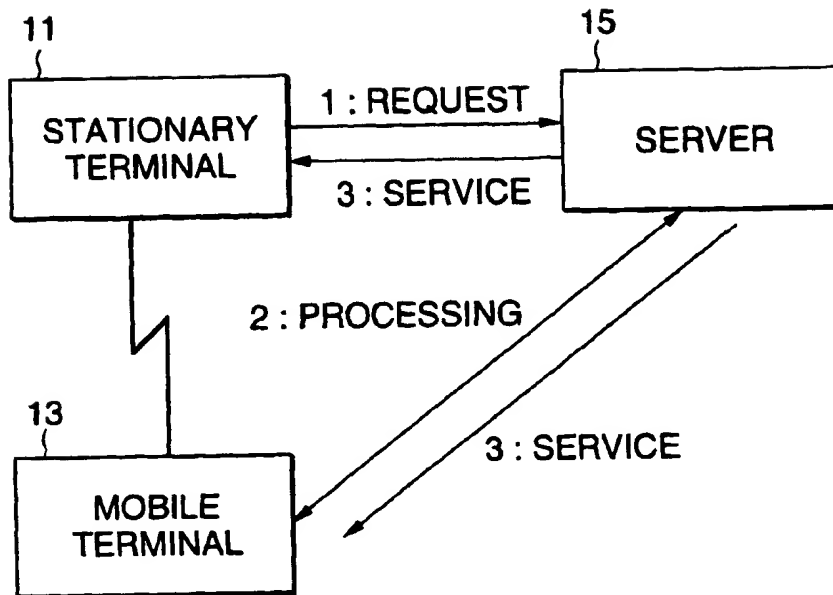 11
15
STATIONARY
TERMINAL
1 : REQUEST
SERVER
3 : SERVICE
2 : PROCESSING
13
3 : SERVICE
MOBILE
TERMINAL